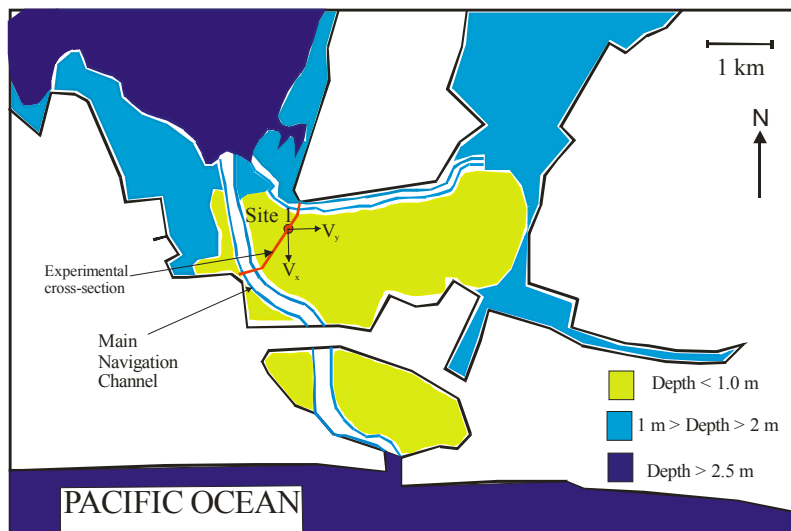 1 km
N
Site 1
Vy
Vx
Experimental
cross-section
Main
Navigation
Channel
Depth < 1.0 m
1 m > Depth > 2 m
Depth > 2.5 m
PACIFIC OCEAN